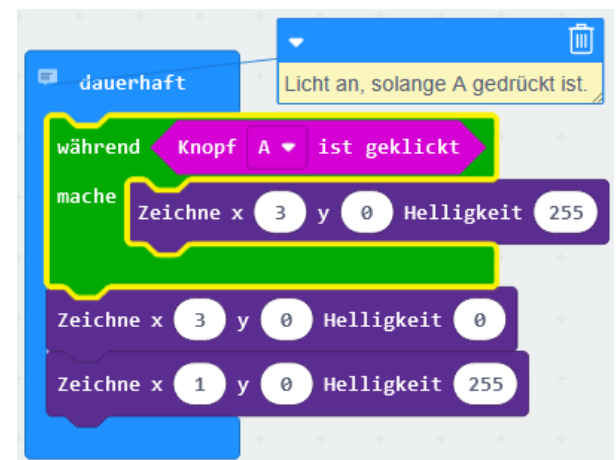 Licht an, solange A gedrückt ist.
dauerhaft
während Knopf A ist geklickt
mache
Zeichne x 3 y 0 Helligkeit 255
Zeichne x 3 y 0 Helligkeit 0
Zeichne x 1 y 0 Helligkeit 255